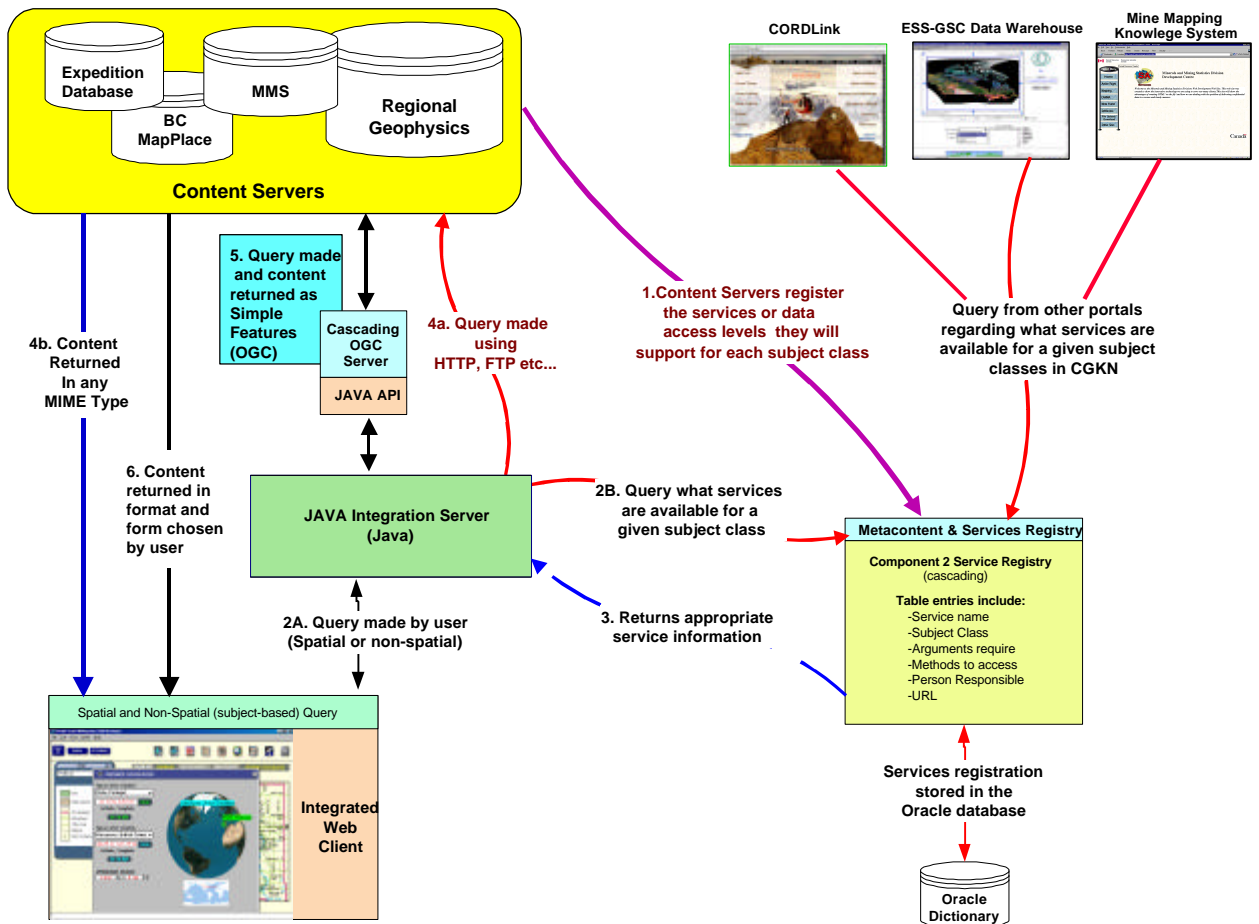 CORDLink
ESS-GSC Data Warehouse
Mine Mapping
Knowlege System
Expedition
Database
BC
MapPlace
MMS
Regional
Geophysics
Content Servers
Minerals and Mining Statistics Division
Development Centre
Canada
5. Query made
and content
returned as
Simple
Features
(OGC)
Cascading
OGC
Server
JAVA API
4a. Query made
using
HTTP, FTP etc...
1.Content Servers register
the services or data
access levels they will
support for each subject class
Query from other portals
regarding what services are
available for a given subject
classes in CGKN
4b. Content
Returned
In any
MIME Type
6. Content
returned in
format and
form chosen
by user
JAVA Integration Server
(Java)
2B. Query what services
are available for a
given subject class
2A. Query made by user
(Spatial or non-spatial)
3. Returns appropriate
service information
Metacontent & Services Registry
Component 2 Service Registry
(cascading)
Table entries include:
-Service name
-Subject Class
-Arguments require
-Methods to access
-Person Responsible
-URL
Spatial and Non-Spatial (subject-based) Query
Integrated
Web
Client
Services registration
stored in the
Oracle database
Oracle
Dictionary